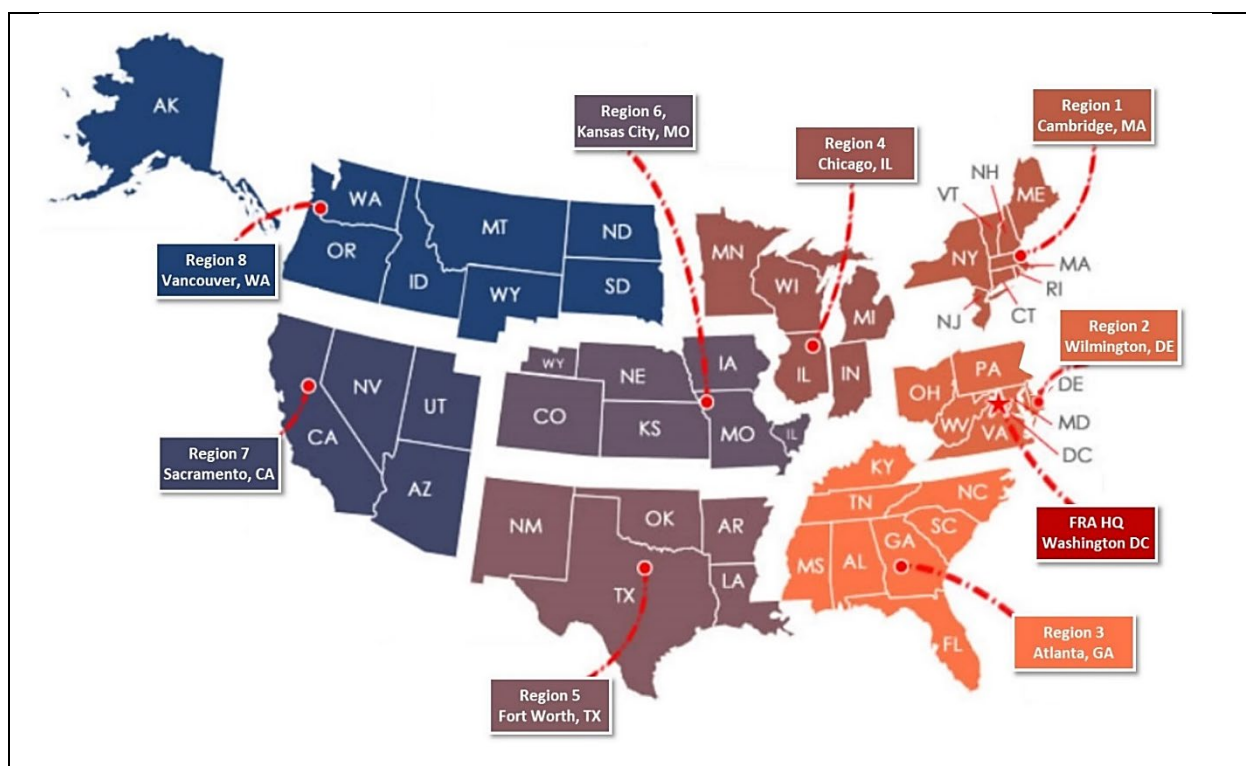 AK
Region 6,
Kansas City, MO
Region 4
Chicago, IL
Region 1
Cambridge, MA
NH
VT
ME
WA
MT
ND
MN
NY
OR
ID
WI
MA
Region 8
Vancouver, WA
WY
SD
MI
RI
NJ
CT
Region 2
Wilmington, DE
WY
NE
IA
IL
IN
PA
DE
NV
UT
CO
KS
MO
IL
OH
WV
VA
MD
DC
CA
Region 7
Sacramento, CA
AZ
KY
TN
NC
NM
OK
AR
SC
FRA HQ
Washington DC
MS
AL
GA
TX
LA
FL
Region 3
Atlanta, GA
Region 5
Fort Worth, TX